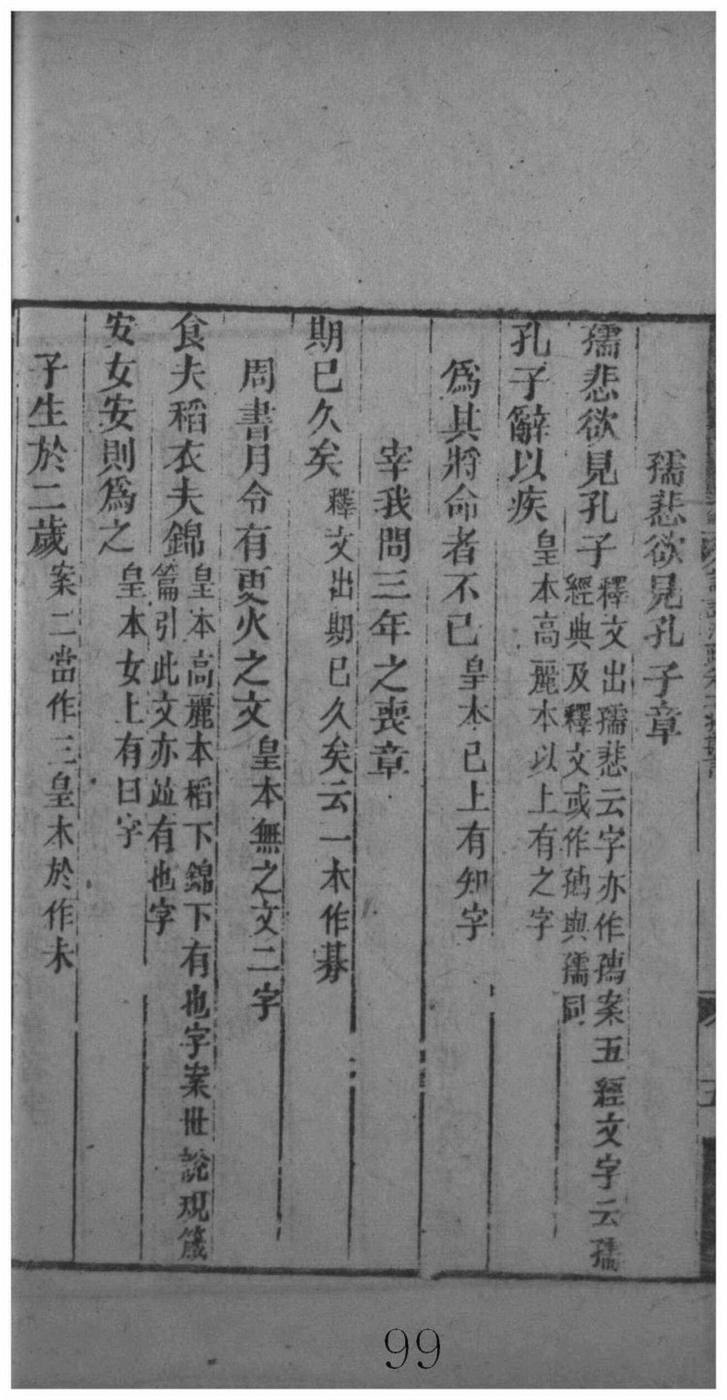 孺悲欲見孔子章
孺悲欲見孔子釋文出孺悲云字亦作𡦗案五經文字云孺
經典及釋文或作𡦗與孺同
孔子辭以疾皇本高麗本以上有之字
爲其將命者不已皇本已上有知字
宰我問三年之喪章
期已久矣釋文出期已久矣云一本作朞
周書月令有更火之文皇本無之文二字
食夫稻衣夫錦皇本高麗本稻下錦下有也字案世說規箴
篇引此文亦竝有也字
安女安則爲之皇本女上有曰字
子生於二歲案二當作三皇本於作未
99